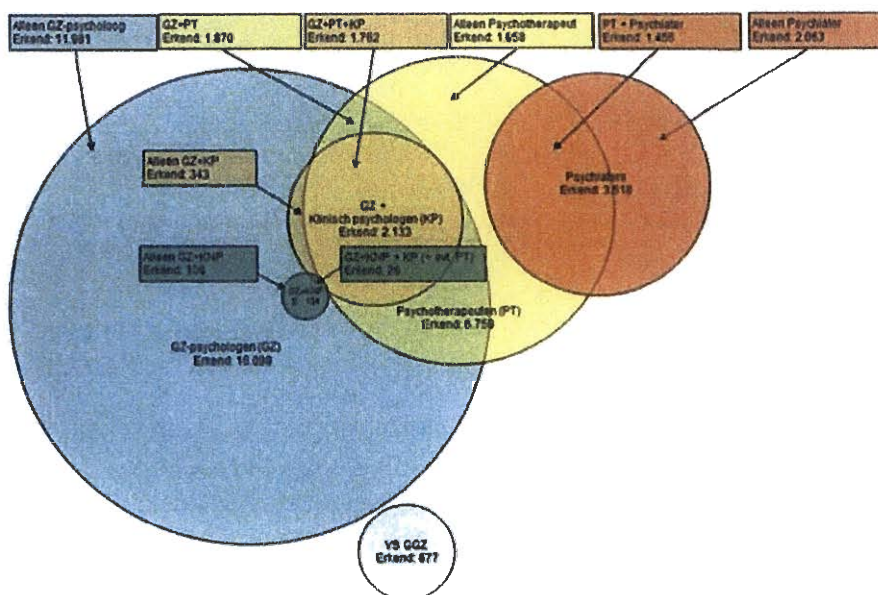 Alleen GZ-psycholoog
Erkend: 11.981
GZ+PT
Erkend: 1.870
GZ+PT+KP
Erkend: 1.762
Alleen Psychotherapeut
Erkend: 1.658
PT + Psychiater
Erkend: 1.456
Alleen Psychiater
Erkend: 2.063
Alleen GZ+KP
Erkend: 343
Psychiaters
Erkend: 3.518
GZ +
Klinisch psychologen (KP)
Erkend: 2.133
Alleen GZ+KNP
Erkend:
GZ+KNP + KP (+ evt. PT)
Erkend: 26
GZ+KNP
Psychotherapeuten (PT)
Erkend: 6.759
GZ-psychologen (GZ)
Erkend: 16.099
VS GGZ
Erkend: 677